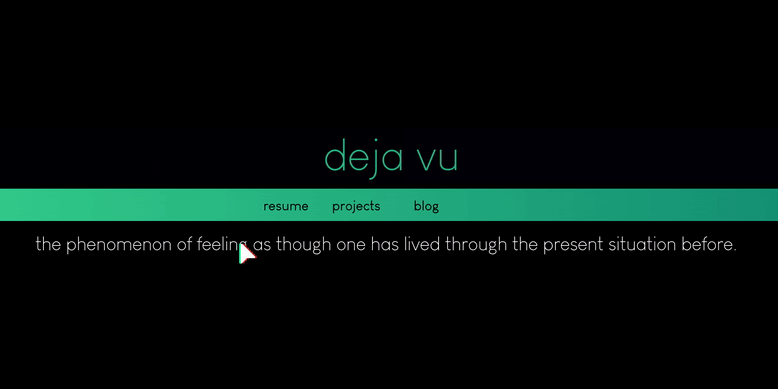 deja vu
resume projects blog
the phenomenon of feeling as though one has lived through the present situation before.